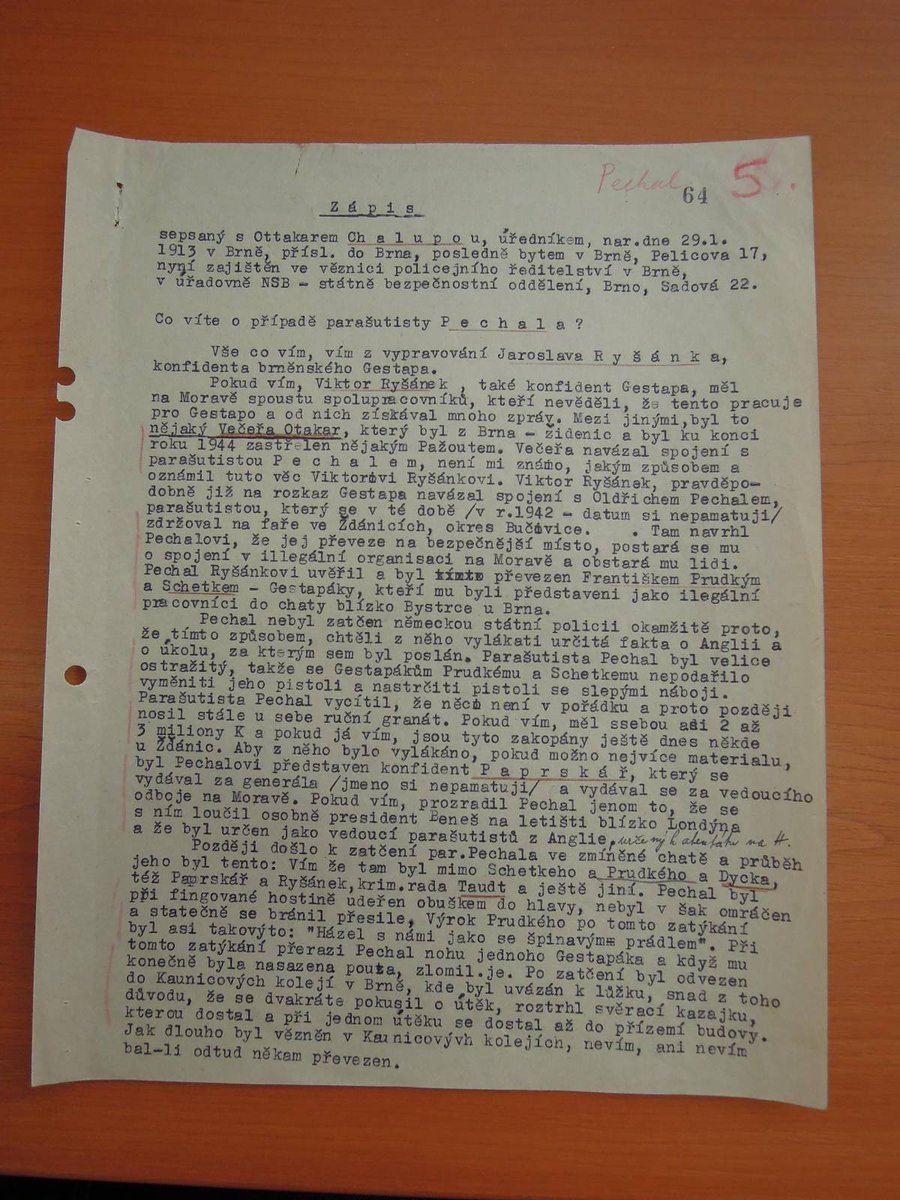 Pechal 64 5.
Z á p i s
sepsaný s Ottakarem C h a l u p o u, úředníkem, nar.dne 29.1.
1913 v Brně, přísl. do Brna, posledně bytem v Brně, Pelicova 17,
nyní zajištěn ve věznici policejního ředitelství v Brně,
v úřadovně NSB - státně bezpečnostní oddělení, Brno, Sadová 22.
Co víte o případě parašutisty P e c h a l a ?
Vše co vím, vím z vypravování Jaroslava R y š á n k a,
konfidenta brněnského Gestapa.
Pokud vím, Viktor Ryšánek , také konfident Gestapa, měl
na Moravě spoustu spolupracovníků, kteří nevěděli, že tento pracuje
pro Gestapo a od nich získával mnoho zpráv. Mezi jinými,byl to
nějaký Večeřa Otakar, který byl z Brna - židenic a byl ku konci
roku 1944 zastřelen nějakým Pažoutem. Večeřa navázal spojení s
parašutistou P e c h a l e m, není mi známo, jakým způsobem a
oznámil tuto věc Viktorovi Ryšánkovi. Viktor Ryšánek, pravděpo-
dobně již na rozkaz Gestapa navázal spojení s Oldřichem Pechalem,
parašutistou, který se v té době /v r.1942 - datum si nepamatuji/
zdržoval na faře ve Ždánicích, okres Bučovice. . Tam navrhl
Pechalovi, že jej převeze na bezpečnější místo, postará se mu
o spojení v illegální organisaci na Moravě a obstará mu lidi.
Pechal Ryšánkovi uvěřil a byl tímto převezen Františkem Prudkým
a Schetkem - Gestapáky, kteří mu byli představeni jako ilegální
pracovníci do chaty blízko Bystrce u Brna.
Pechal nebyl zatčen německou státní policií okamžitě proto,
že tímto způsobem, chtěli z něho vylákati určitá fakta o Anglii a
o úkolu, za kterým sem byl poslán. Parašutista Pechal byl velice
ostražitý, takže se Gestapákům Prudkému a Schetkemu nepodařilo
vyměniti jeho pistoli a nastrčiti pistoli se slepými náboji.
Parašutista Pechal vycítil, že něco není v pořádku a proto později
nosil stále u sebe ruční granát. Pokud vím, měl ssebou asi 2 až
3 miliony K a pokud já vím, jsou tyto zakopány ještě dnes někde
u Ždánic. Aby z něho bylo vylákáno, pokud možno nejvíce materialu,
byl Pechalovi představen konfident P a p r s k á ř, který se
vydával za generála /jmeno si nepamatuji/ a vydával se za vedoucího
odboje na Moravě. Pokud vím, prozradil Pechal jenom to, že se
s ním loučil osobně president Beneš na letišti blízko Londýna
a že byl určen jako vedoucí parašutistů z Anglie, určený k atentátu na H.
Později došlo k zatčení par.Pechala ve zmíněné chatě a průběh
jeho byl tento: Vím že tam byl mimo Schetkeho a Prudkého a Dycka,
též Paprskář a Ryšánek,krim.rada Taudt a ještě jiní. Pechal byl
při fingované hostině udeřen obuškem do hlavy, nebyl v šak omráčen
a statečně se bránil přesile, Výrok Prudkého po tomto zatýkání
byl asi takovýto: "Házel s námi jako se špinavýmе prádlem". Při
tomto zatýkání přerazi Pechal nohu jednoho Gestapáka a když mu
konečně byla nasazena pouta, zlomil.je. Po zatčení byl odvezen
do Kaunicových kolejí v Brně, kde byl uvázán k lůžku, snad z toho
důvodu, že se dvakráte pokusil o útěk, roztrhl svěrací kazajku,
kterou dostal a při jednom útěku se dostal až do přízemí budovy.
Jak dlouho byl vězněn v Kaunicovývh kolejích, nevím, ani nevím
bal-li odtud někam převezen.